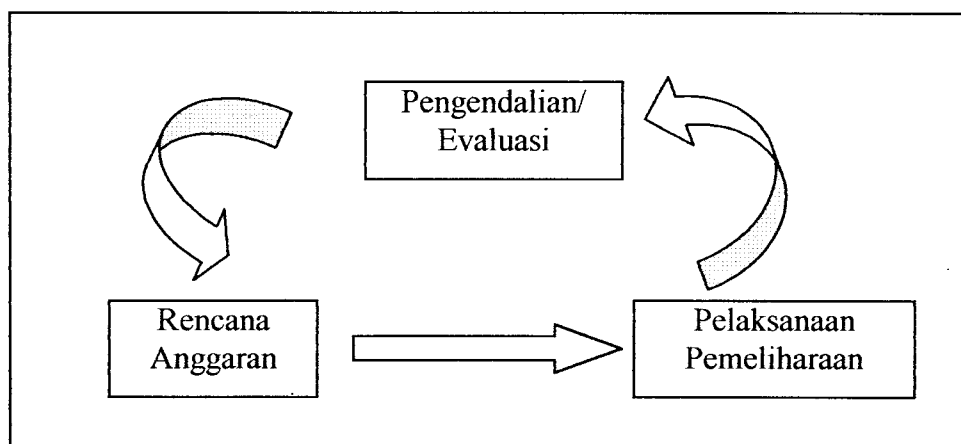 Pengendalian/
Evaluasi
Rencana
Anggaran
Pelaksanaan
Pemeliharaan